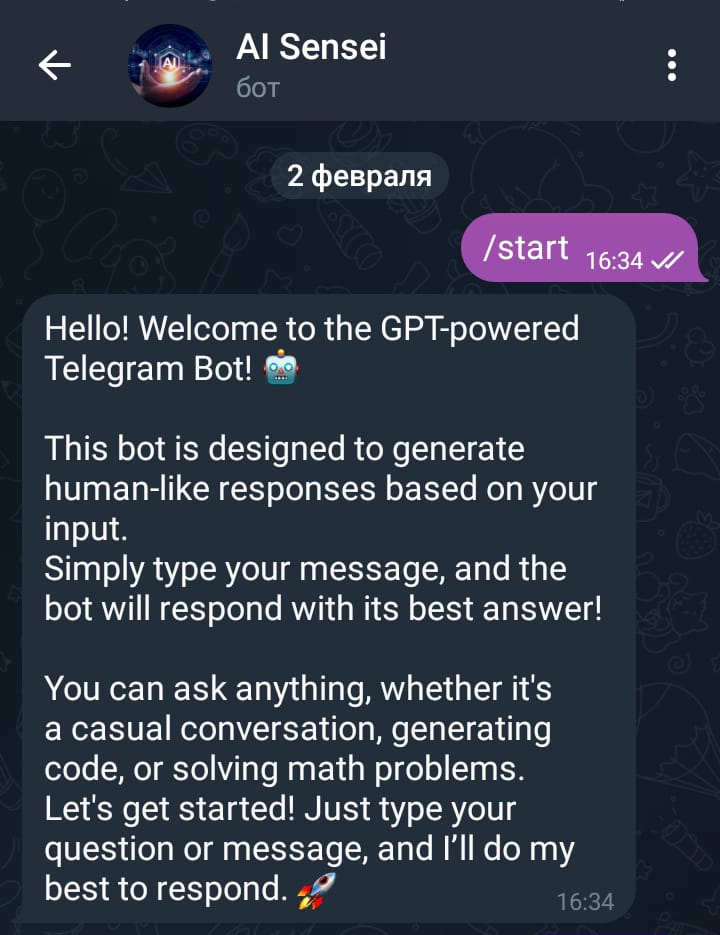 AI Sensei
бот
2 февраля
/start 16:34
Hello! Welcome to the GPT-powered
Telegram Bot! 🤖
This bot is designed to generate
human-like responses based on your
input.
Simply type your message, and the
bot will respond with its best answer!
You can ask anything, whether it's
a casual conversation, generating
code, or solving math problems.
Let's get started! Just type your
question or message, and I’ll do my
best to respond. 🚀
16:34